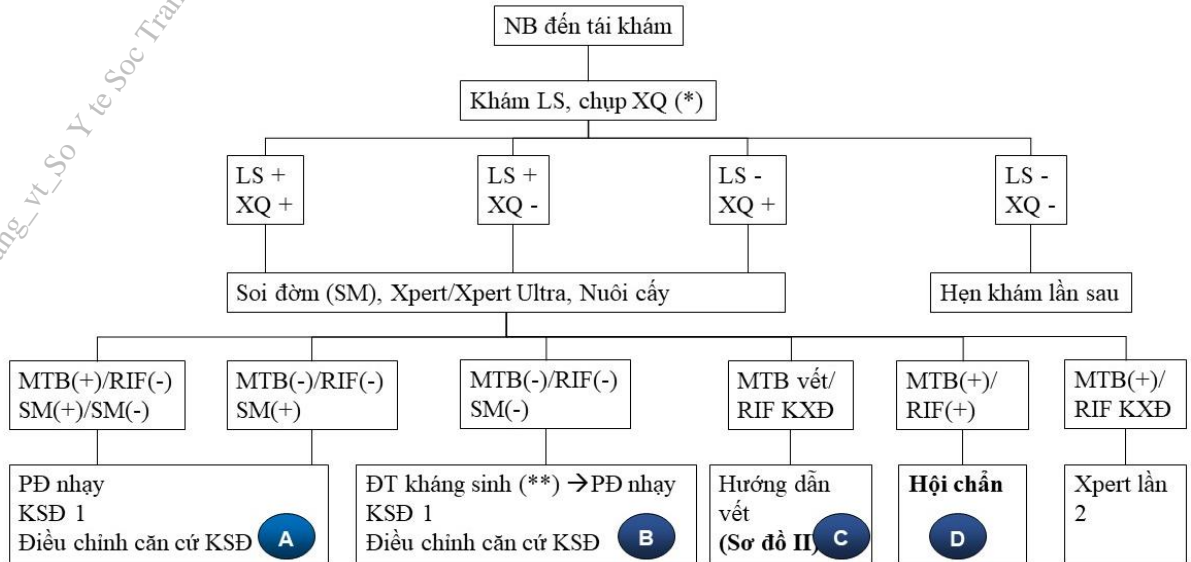 ang_vt_So Y te Soc Tran
NB đến tái khám
Khám LS, chụp XQ (*)
LS +
XQ +
LS +
XQ -
LS -
XQ +
LS -
XQ -
Soi đờm (SM), Xpert/Xpert Ultra, Nuôi cấy
Hẹn khám lần sau
MTB(+)/RIF(-)
SM(+)/SM(-)
MTB(-)/RIF(-)
SM(+)
MTB(-)/RIF(-)
SM(-)
MTB vết/
RIF KXĐ
MTB(+)/
RIF(+)
MTB(+)/
RIF KXĐ
PĐ nhạy
KSĐ 1
Điều chỉnh căn cứ KSĐ
A
ĐT kháng sinh (**) →PĐ nhạy
KSĐ 1
Điều chỉnh căn cứ KSĐ
B
Hướng dẫn
vết
(Sơ đồ II)
C
Hội chẩn
D
Xpert lần
2